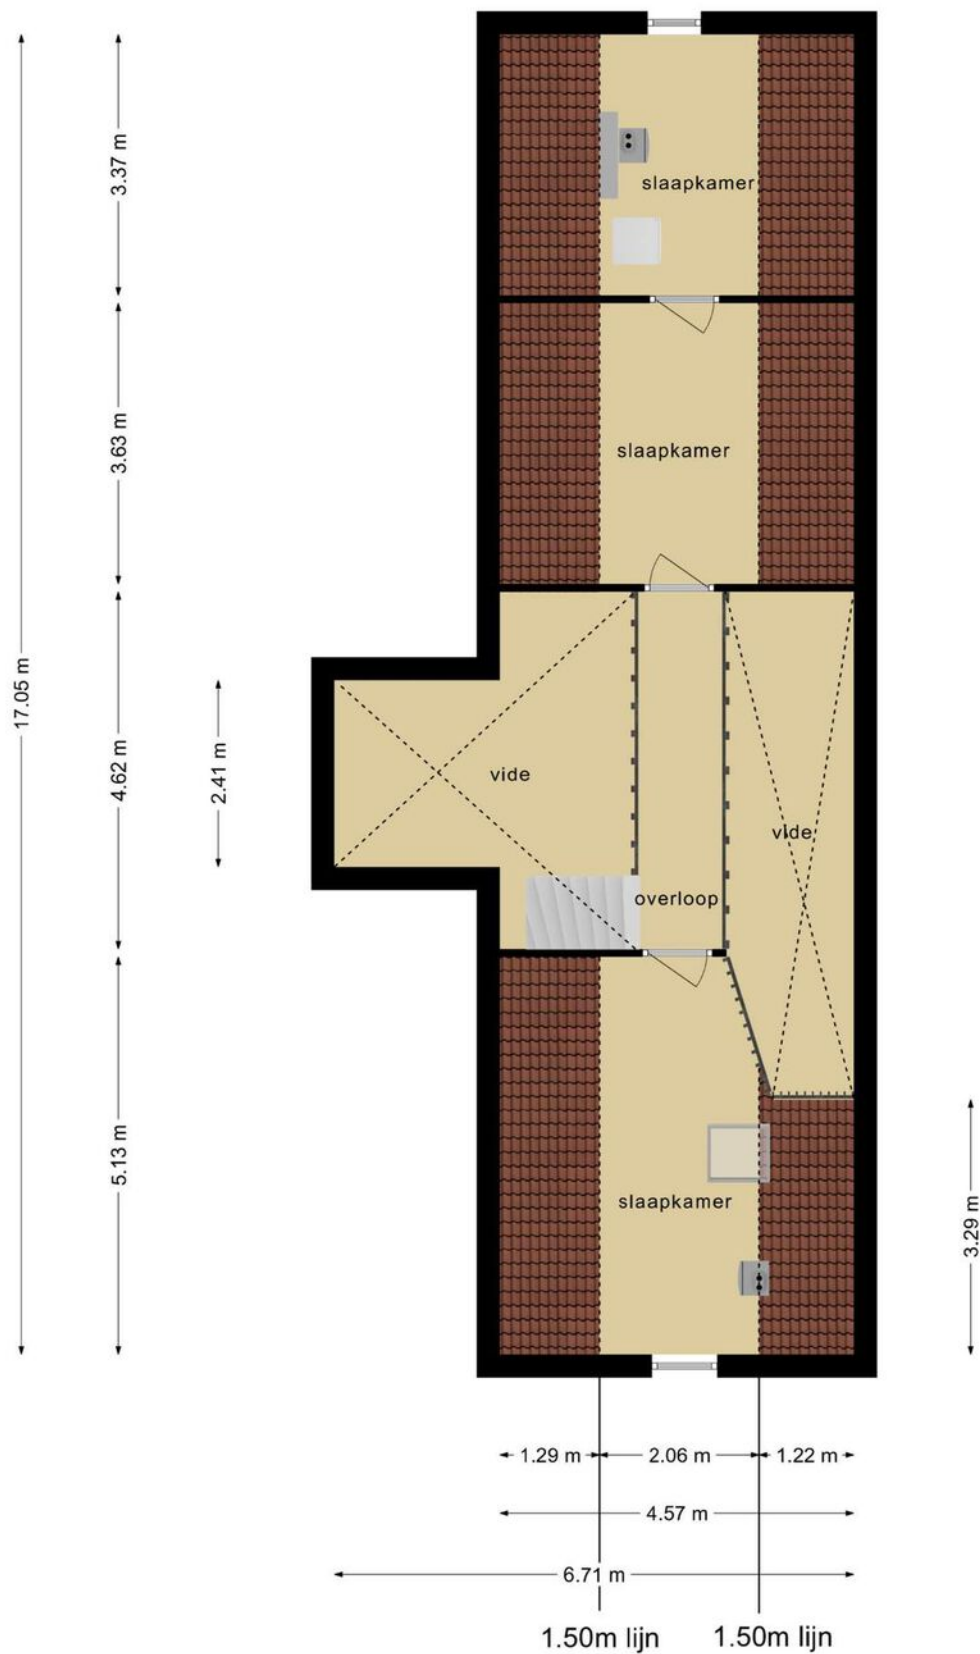 3.37 m
slaapkamer
3.63 m
slaapkamer
17.05 m
4.62 m
2.41 m
vide
vide
overloop
5.13 m
slaapkamer
3.29 m
1.29 m
2.06 m
1.22 m
4.57 m
6.71 m
1.50m lijn
1.50m lijn